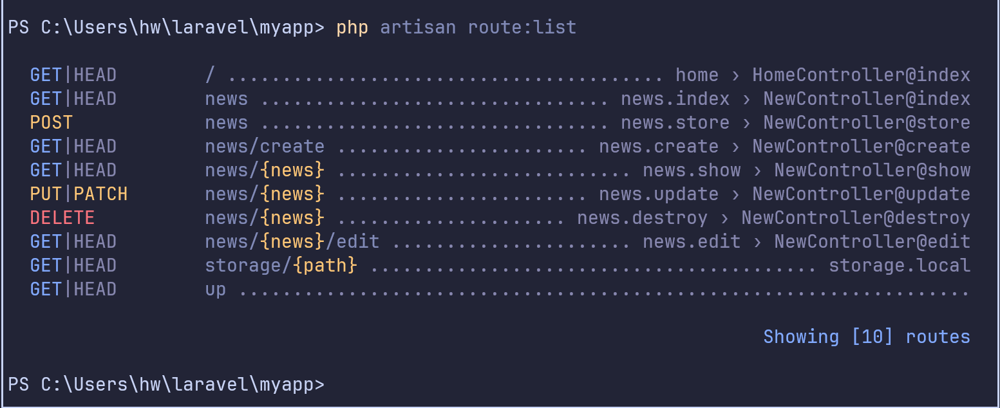 PS C:\Users\hw\laravel\myapp> php artisan route:list
GET|HEAD / ........................................ home › HomeController@index
GET|HEAD news ................................ news.index › NewController@index
POST news ................................ news.store › NewController@store
GET|HEAD news/create ....................... news.create › NewController@create
GET|HEAD news/{news} ........................... news.show › NewController@show
PUT|PATCH news/{news} ....................... news.update › NewController@update
DELETE news/{news} ..................... news.destroy › NewController@destroy
GET|HEAD news/{news}/edit ...................... news.edit › NewController@edit
GET|HEAD storage/{path} ......................................... storage.local
GET|HEAD up ...................................................................
Showing [10] routes
PS C:\Users\hw\laravel\myapp>